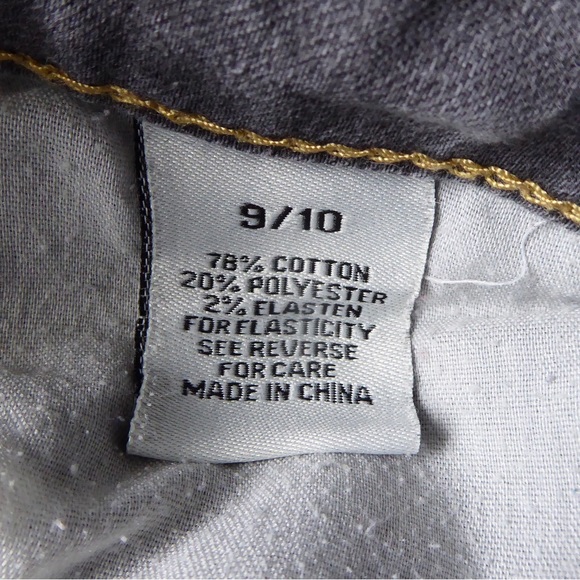 9/10
78% COTTON
20% POLYESTER
2% ELASTEN
FOR ELASTICITY
SEE REVERSE
FOR CARE
MADE IN CHINA